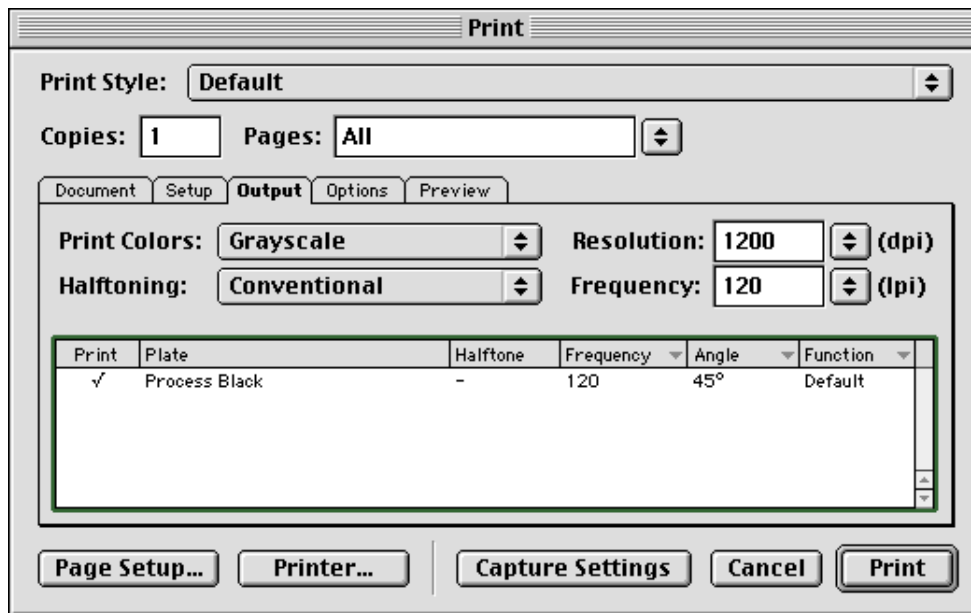 Print
Print Style: Default
Copies: 1 Pages: All
Document Setup Output Options Preview
Print Colors: Grayscale Resolution: 1200 (dpi)
Halftoning: Conventional Frequency: 120 (lpi)
Print Plate Halftone Frequency Angle Function
√ Process Black - 120 45° Default
Page Setup... Printer... Capture Settings Cancel Print